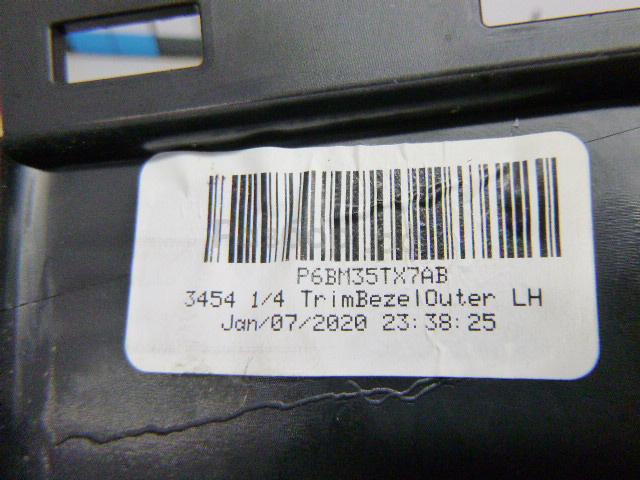 P6BM35TX7AB
3454 1/4 TrimBezelOuter LH
Jan/07/2020 23:38:25